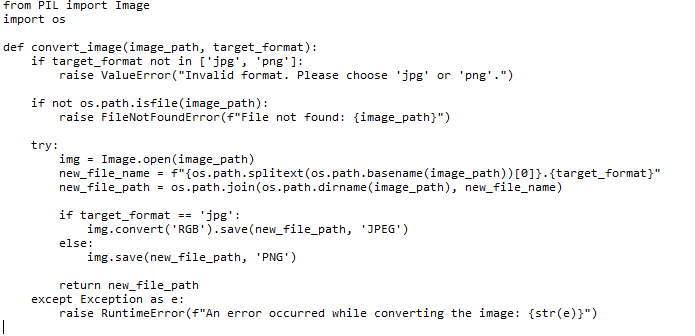 from PIL import Image
import os

def convert_image(image_path, target_format):
    if target_format not in ['jpg', 'png']:
        raise ValueError("Invalid format. Please choose 'jpg' or 'png'.")

    if not os.path.isfile(image_path):
        raise FileNotFoundError(f"File not found: {image_path}")

    try:
        img = Image.open(image_path)
        new_file_name = f"{os.path.splitext(os.path.basename(image_path))[0]}.{target_format}"
        new_file_path = os.path.join(os.path.dirname(image_path), new_file_name)

        if target_format == 'jpg':
            img.convert('RGB').save(new_file_path, 'JPEG')
        else:
            img.save(new_file_path, 'PNG')

        return new_file_path
    except Exception as e:
        raise RuntimeError(f"An error occurred while converting the image: {str(e)}")